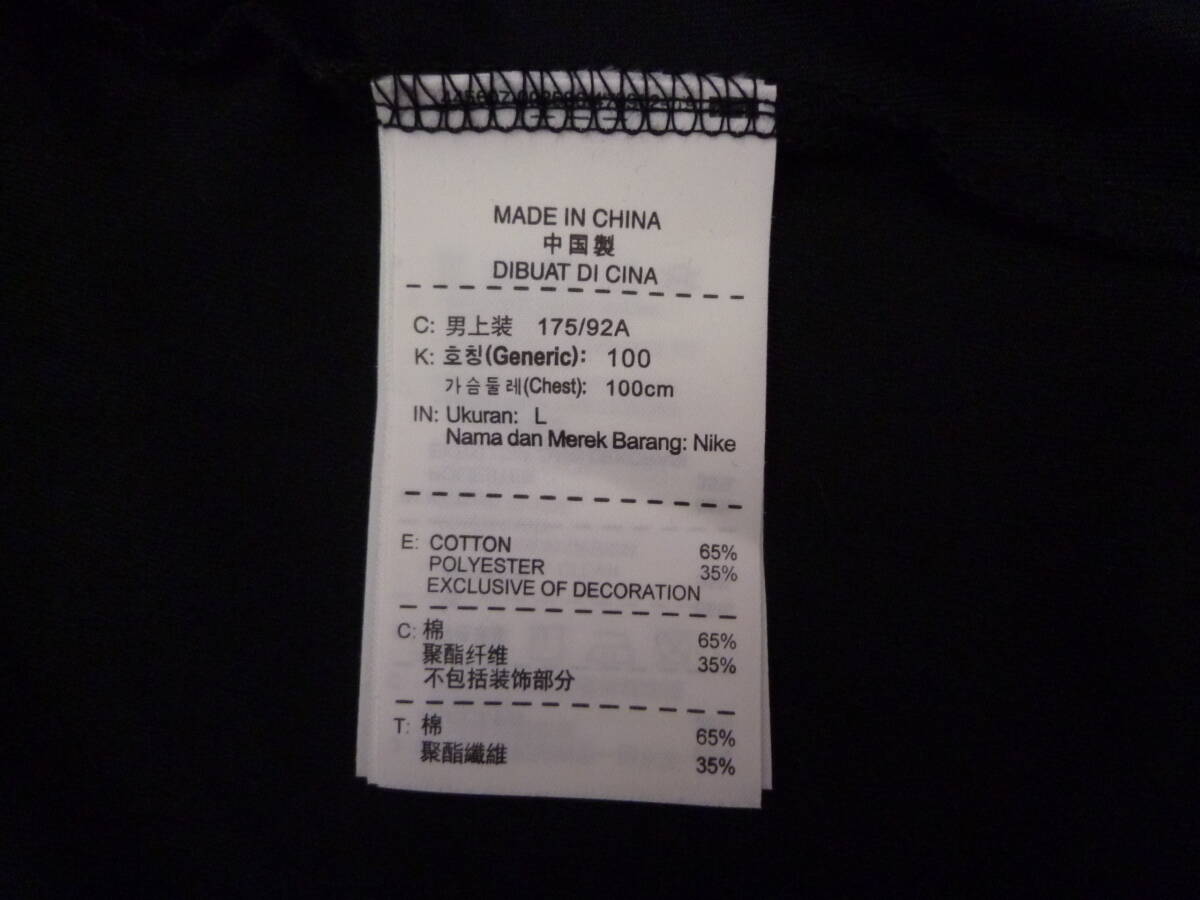 MADE IN CHINA
中国製
DIBUAT DI CINA
C: 男上装 175/92A
K: 호칭(Generic): 100
가슴둘레(Chest): 100cm
IN: Ukuran: L
Nama dan Merek Barang: Nike
E: COTTON 65%
POLYESTER 35%
EXCLUSIVE OF DECORATION
C: 棉 65%
聚酯纤维 35%
不包括装饰部分
T: 棉 65%
聚酯纖維 35%